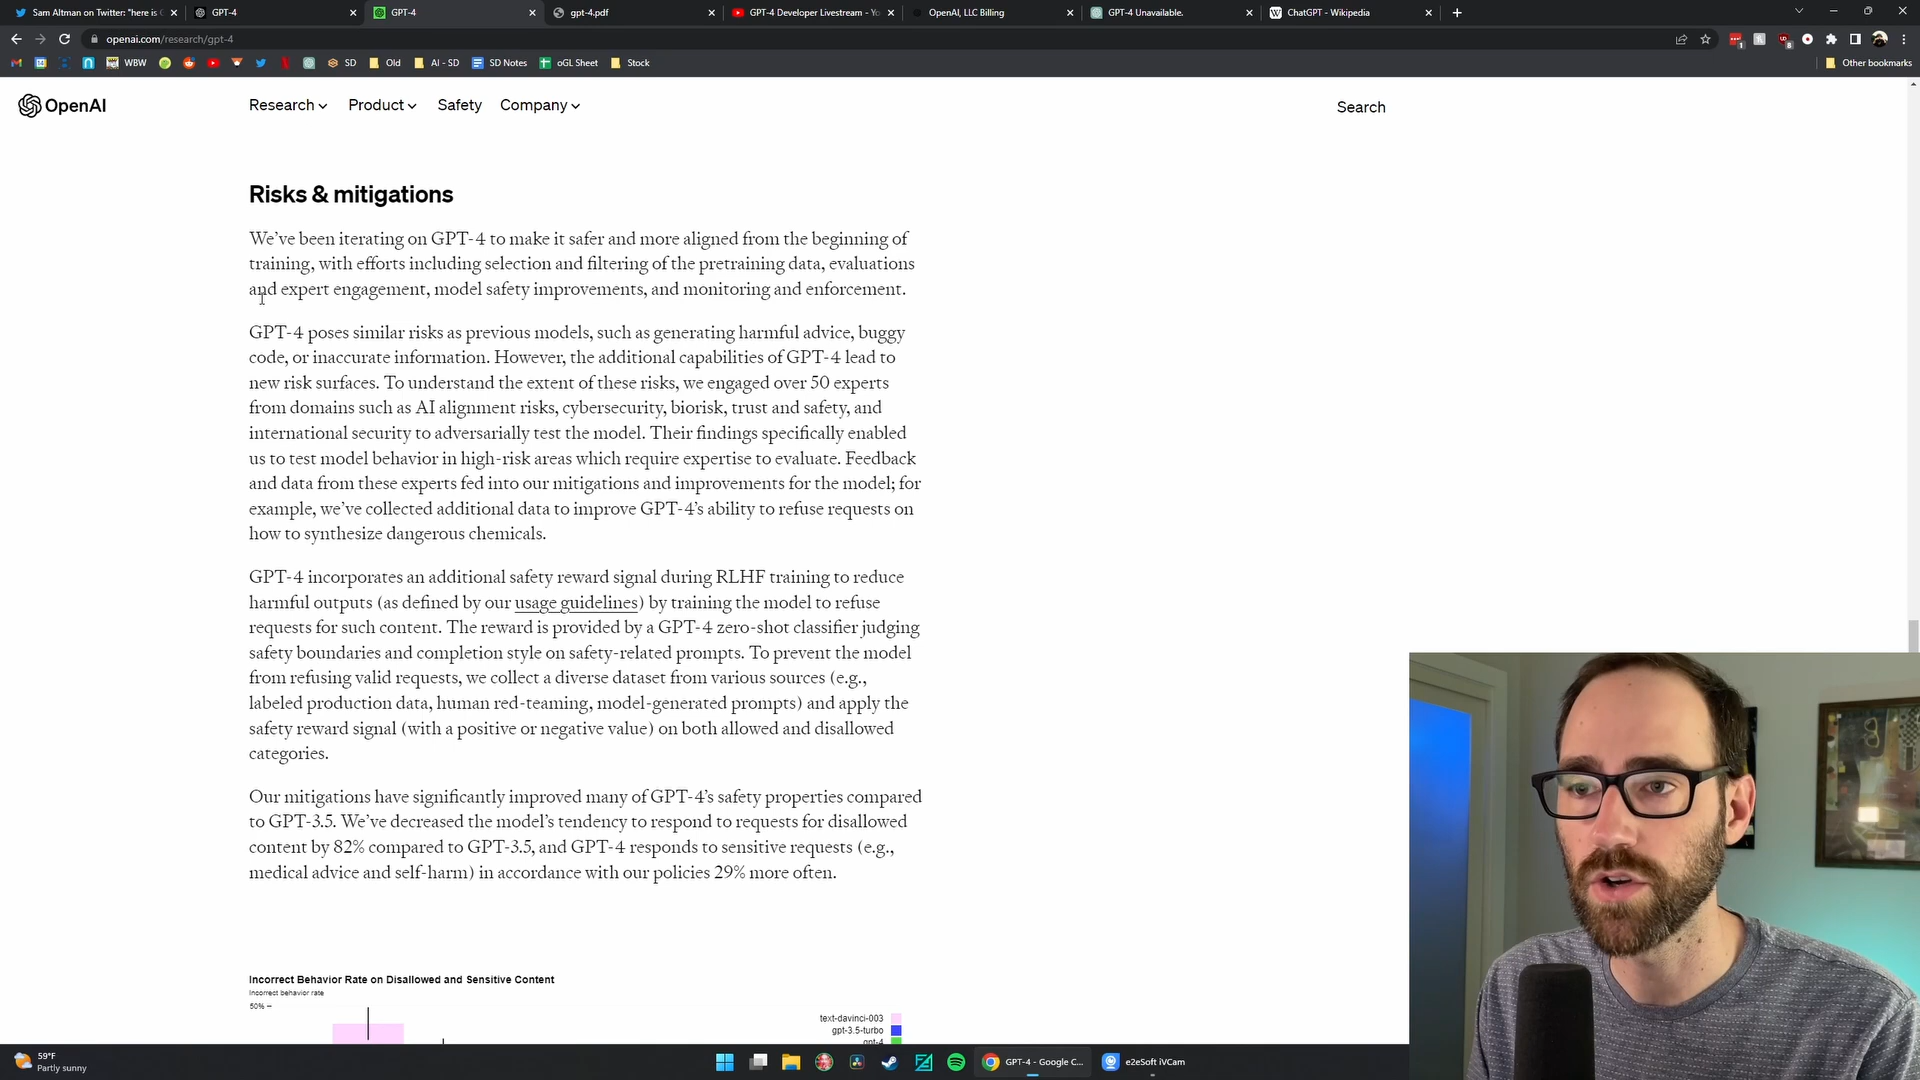 Sam Altman on Twitter: "here is G
GPT-4
GPT-4
gpt-4.pdf
GPT-4 Developer Livestream - Yo
OpenAI, LLC Billing
GPT-4 Unavailable.
ChatGPT - Wikipedia
openai.com/research/gpt-4
WBW
SD
Old
AI - SD
SD Notes
oGL Sheet
Stock
Other bookmarks
OpenAI
Research
Product
Safety
Company
Search
Risks & mitigations
We’ve been iterating on GPT-4 to make it safer and more aligned from the beginning of
training, with efforts including selection and filtering of the pretraining data, evaluations
and expert engagement, model safety improvements, and monitoring and enforcement.
GPT-4 poses similar risks as previous models, such as generating harmful advice, buggy
code, or inaccurate information. However, the additional capabilities of GPT-4 lead to
new risk surfaces. To understand the extent of these risks, we engaged over 50 experts
from domains such as AI alignment risks, cybersecurity, biorisk, trust and safety, and
international security to adversarially test the model. Their findings specifically enabled
us to test model behavior in high-risk areas which require expertise to evaluate. Feedback
and data from these experts fed into our mitigations and improvements for the model; for
example, we’ve collected additional data to improve GPT-4’s ability to refuse requests on
how to synthesize dangerous chemicals.
GPT-4 incorporates an additional safety reward signal during RLHF training to reduce
harmful outputs (as defined by our usage guidelines) by training the model to refuse
requests for such content. The reward is provided by a GPT-4 zero-shot classifier judging
safety boundaries and completion style on safety-related prompts. To prevent the model
from refusing valid requests, we collect a diverse dataset from various sources (e.g.,
labeled production data, human red-teaming, model-generated prompts) and apply the
safety reward signal (with a positive or negative value) on both allowed and disallowed
categories.
Our mitigations have significantly improved many of GPT-4’s safety properties compared
to GPT-3.5. We’ve decreased the model’s tendency to respond to requests for disallowed
content by 82% compared to GPT-3.5, and GPT-4 responds to sensitive requests (e.g.,
medical advice and self-harm) in accordance with our policies 29% more often.
Incorrect Behavior Rate on Disallowed and Sensitive Content
Incorrect behavior rate
50%
text-davinci-003
gpt-3.5-turbo
gpt-4
59°F
Partly sunny
GPT-4 - Google C...
e2eSoft iVCam